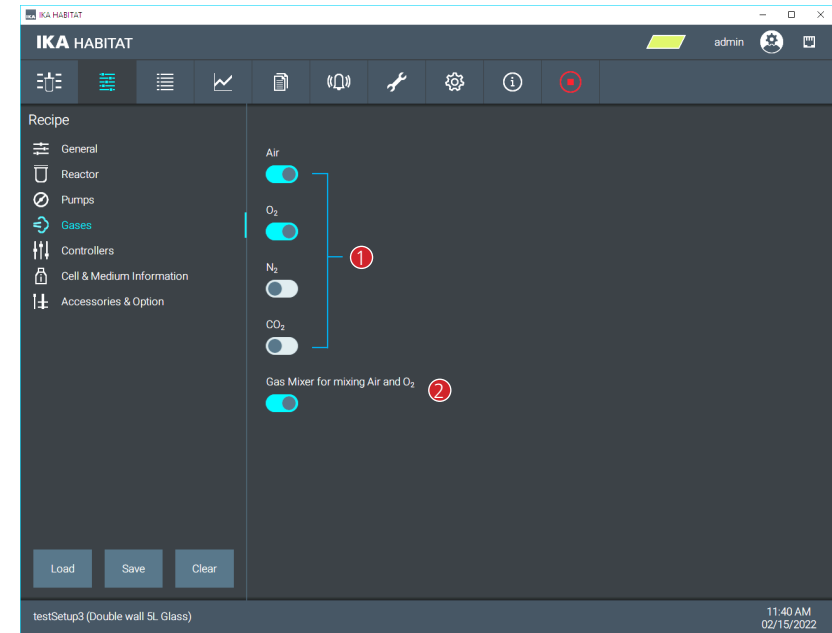 IKA HABITAT
IKA HABITAT
admin
Recipe
General
Reactor
Pumps
Gases
Controllers
Cell & Medium Information
Accessories & Option
Air
O₂
N₂
CO₂
1
Gas Mixer for mixing Air and O₂
2
Load Save Clear
testSetup3 (Double wall 5L Glass)
11:40 AM
02/15/2022